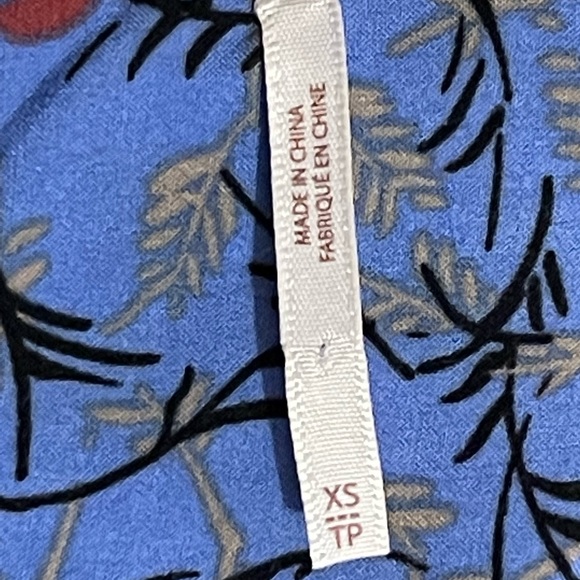 MADE IN CHINA
FABRIQUÉ EN CHINE
XS
TP